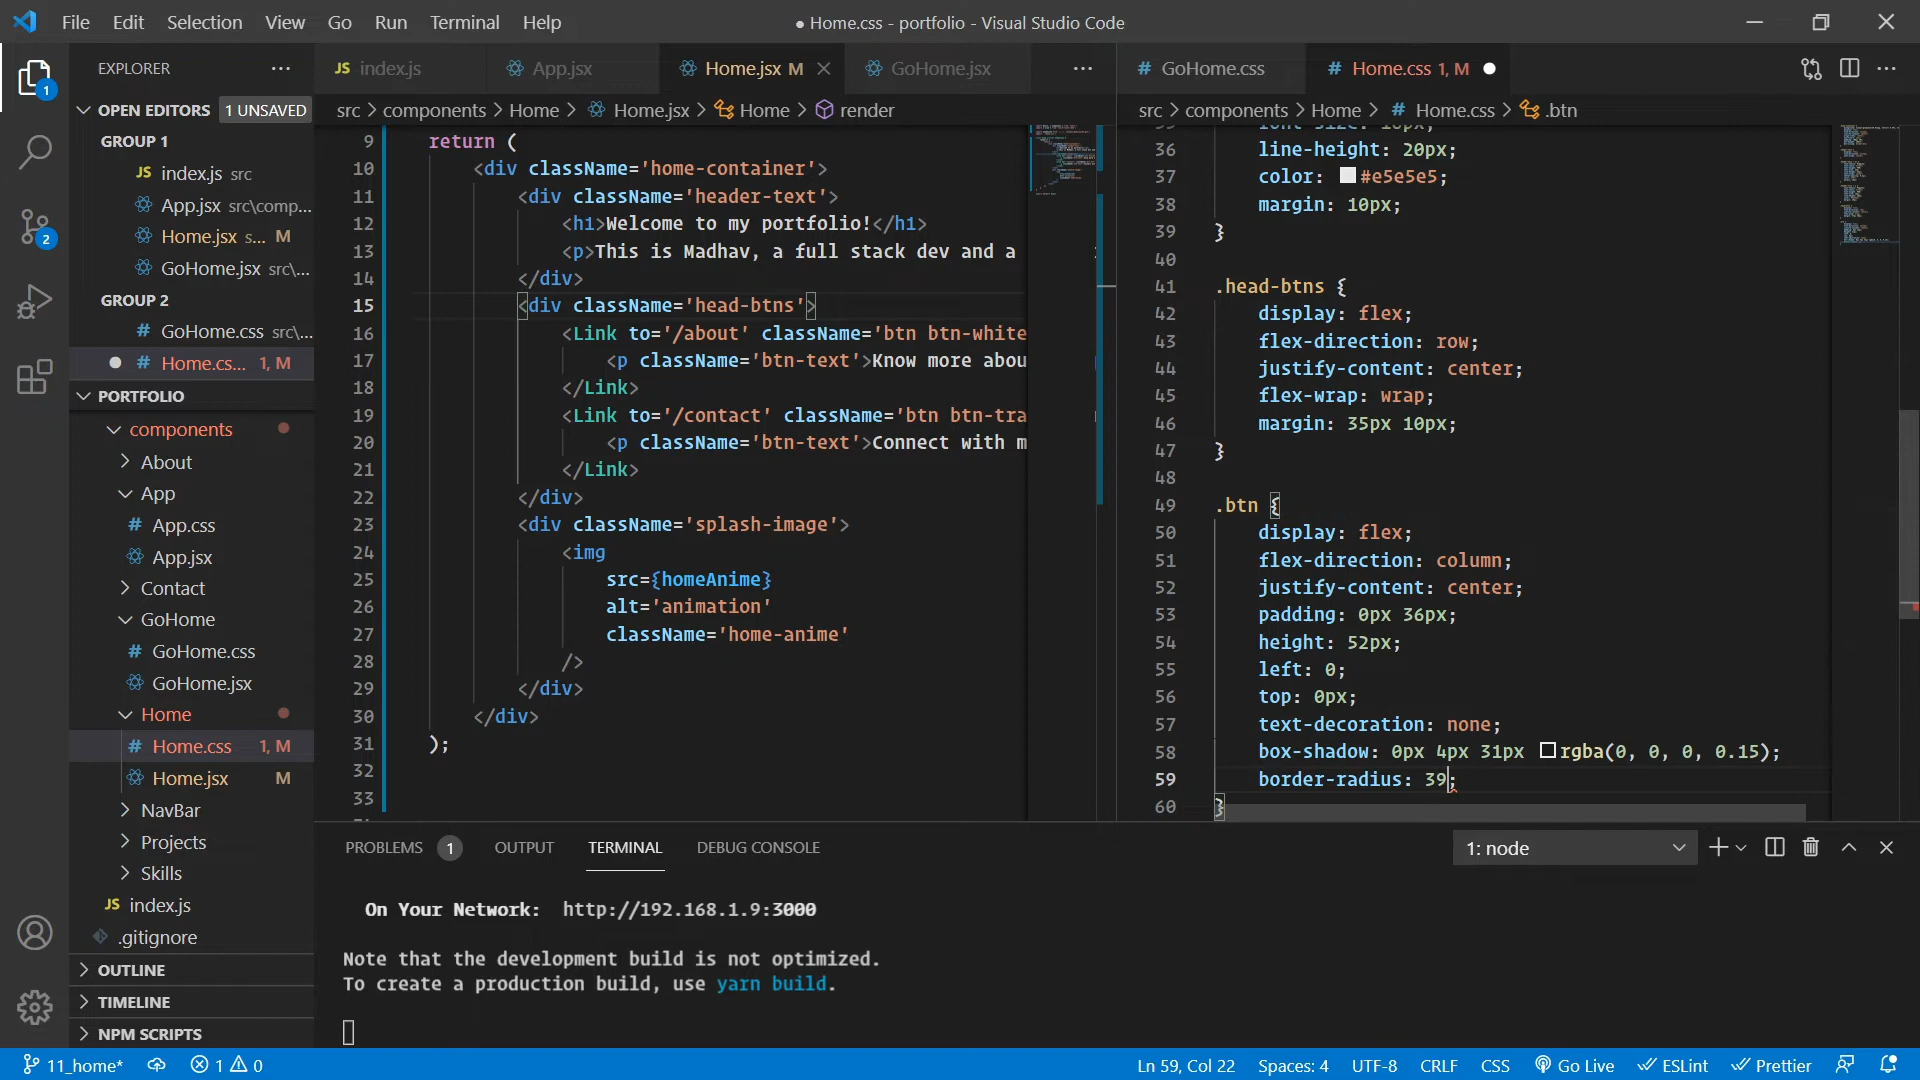 File Edit Selection View Go Run Terminal Help
● Home.css - portfolio - Visual Studio Code
EXPLORER
OPEN EDITORS 1 UNSAVED
GROUP 1
JS index.js src
App.jsx src\comp...
Home.jsx s... M
GoHome.jsx src\...
GROUP 2
# GoHome.css src\...
# Home.cs... 1, M
PORTFOLIO
components
About
App
# App.css
App.jsx
Contact
GoHome
# GoHome.css
GoHome.jsx
Home
# Home.css 1, M
Home.jsx M
NavBar
Projects
Skills
JS index.js
.gitignore
OUTLINE
TIMELINE
NPM SCRIPTS
1
2
JS index.js App.jsx Home.jsx M GoHome.jsx
src > components > Home > Home.jsx > Home > render
9 return (
10 <div className='home-container'>
11 <div className='header-text'>
12 <h1>Welcome to my portfolio!</h1>
13 <p>This is Madhav, a full stack dev and a
14 </div>
15 <div className='head-btns'>
16 <Link to='/about' className='btn btn-white
17 <p className='btn-text'>Know more abou
18 </Link>
19 <Link to='/contact' className='btn btn-tra
20 <p className='btn-text'>Connect with m
21 </Link>
22 </div>
23 <div className='splash-image'>
24 <img
25 src={homeAnime}
26 alt='animation'
27 className='home-anime'
28 />
29 </div>
30 </div>
31 );
32
33
# GoHome.css # Home.css 1, M
src > components > Home > # Home.css > .btn
36 line-height: 20px;
37 color: #e5e5e5;
38 margin: 10px;
39 }
40
41 .head-btns {
42 display: flex;
43 flex-direction: row;
44 justify-content: center;
45 flex-wrap: wrap;
46 margin: 35px 10px;
47 }
48
49 .btn {
50 display: flex;
51 flex-direction: column;
52 justify-content: center;
53 padding: 0px 36px;
54 height: 52px;
55 left: 0;
56 top: 0px;
57 text-decoration: none;
58 box-shadow: 0px 4px 31px rgba(0, 0, 0, 0.15);
59 border-radius: 39;
60 }
PROBLEMS 1 OUTPUT TERMINAL DEBUG CONSOLE
1: node
On Your Network: http://192.168.1.9:3000
Note that the development build is not optimized.
To create a production build, use yarn build.
11_home* 1 0
Ln 59, Col 22 Spaces: 4 UTF-8 CRLF CSS Go Live ESLint Prettier